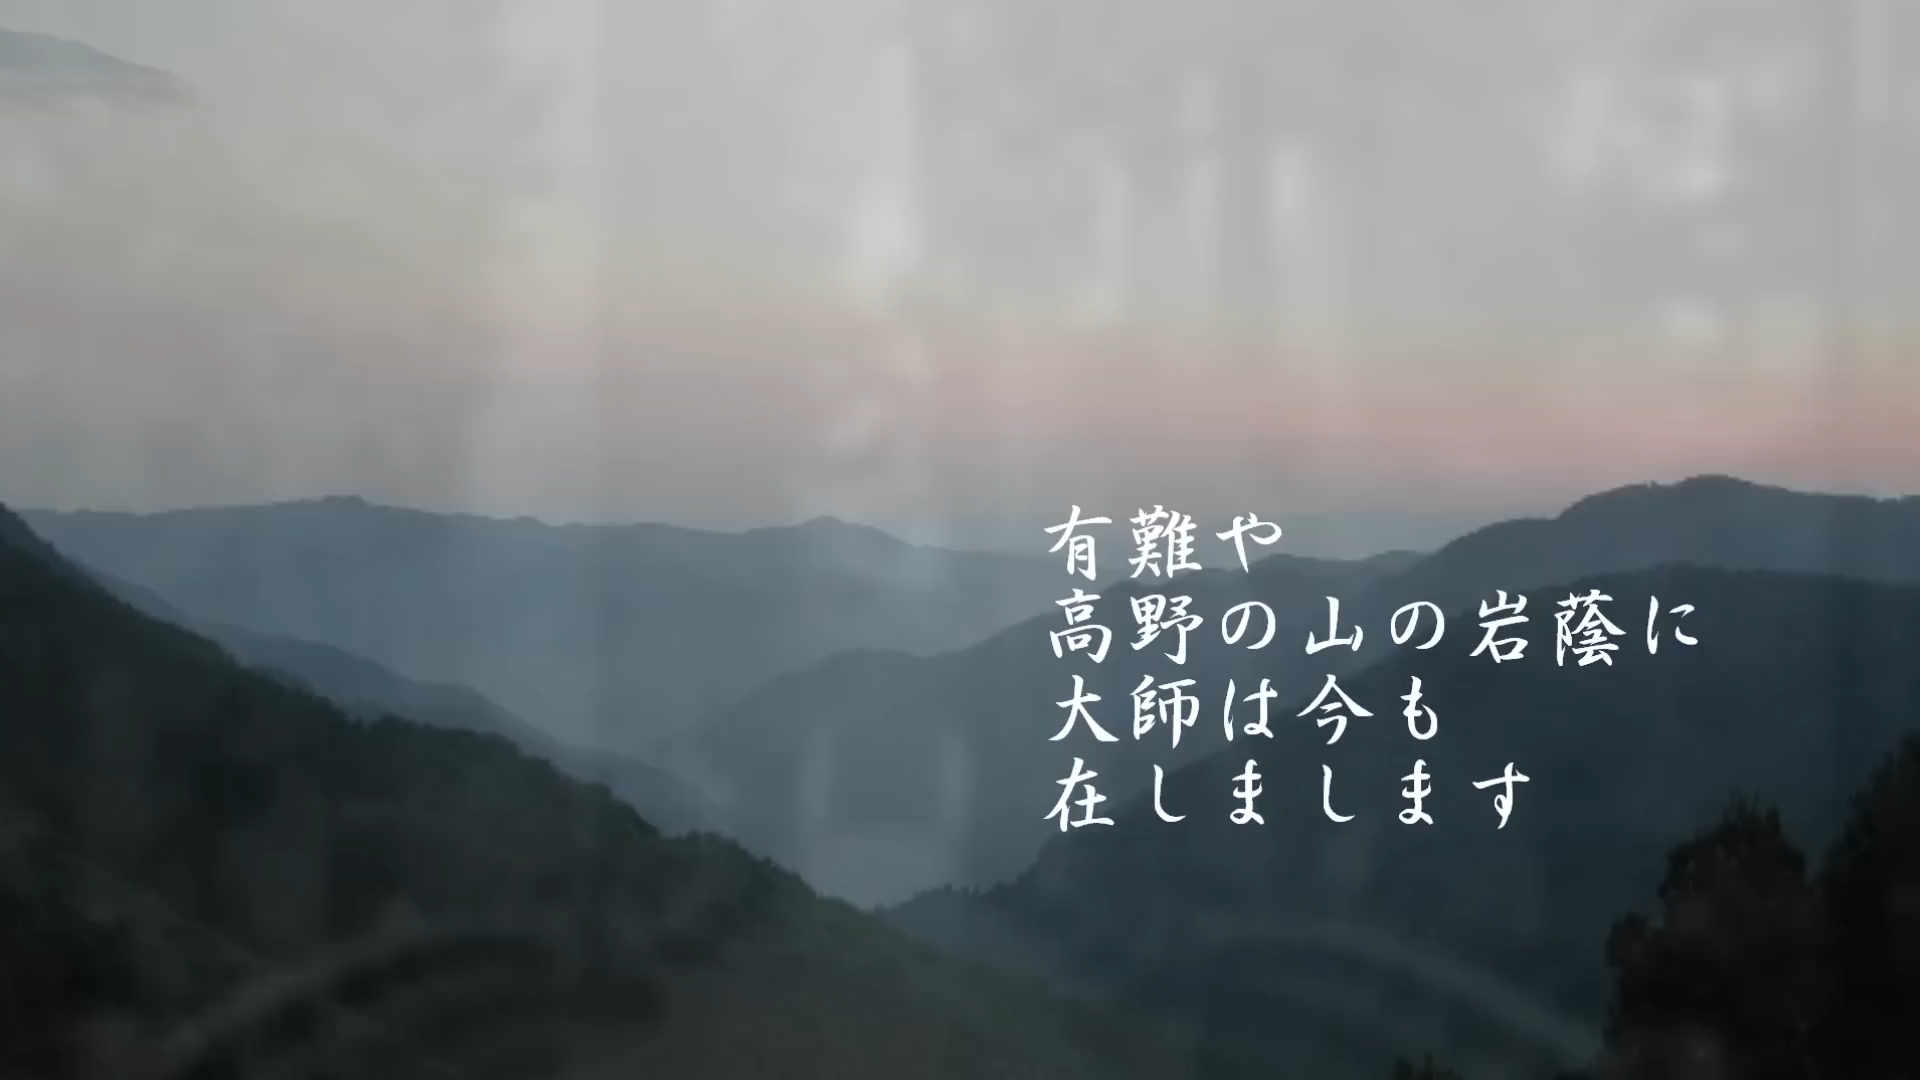 有難や
高野の山の岩蔭に
大師は今も
在しまします